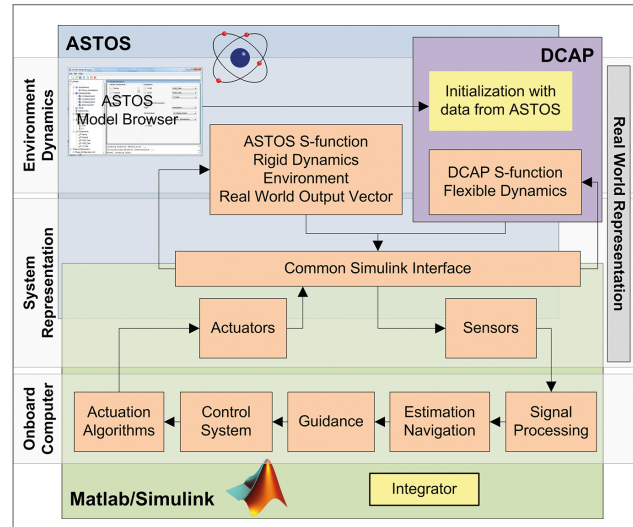 ASTOS
DCAP
Environment
Dynamics
ASTOS
Model Browser
Initialization with
data from ASTOS
ASTOS S-function
Rigid Dynamics
Environment
Real World Output Vector
DCAP S-function
Flexible Dynamics
Real World Representation
System
Representation
Common Simulink Interface
Actuators
Sensors
Onboard
Computer
Actuation
Algorithms
Control
System
Guidance
Estimation
Navigation
Signal
Processing
Matlab/Simulink
Integrator